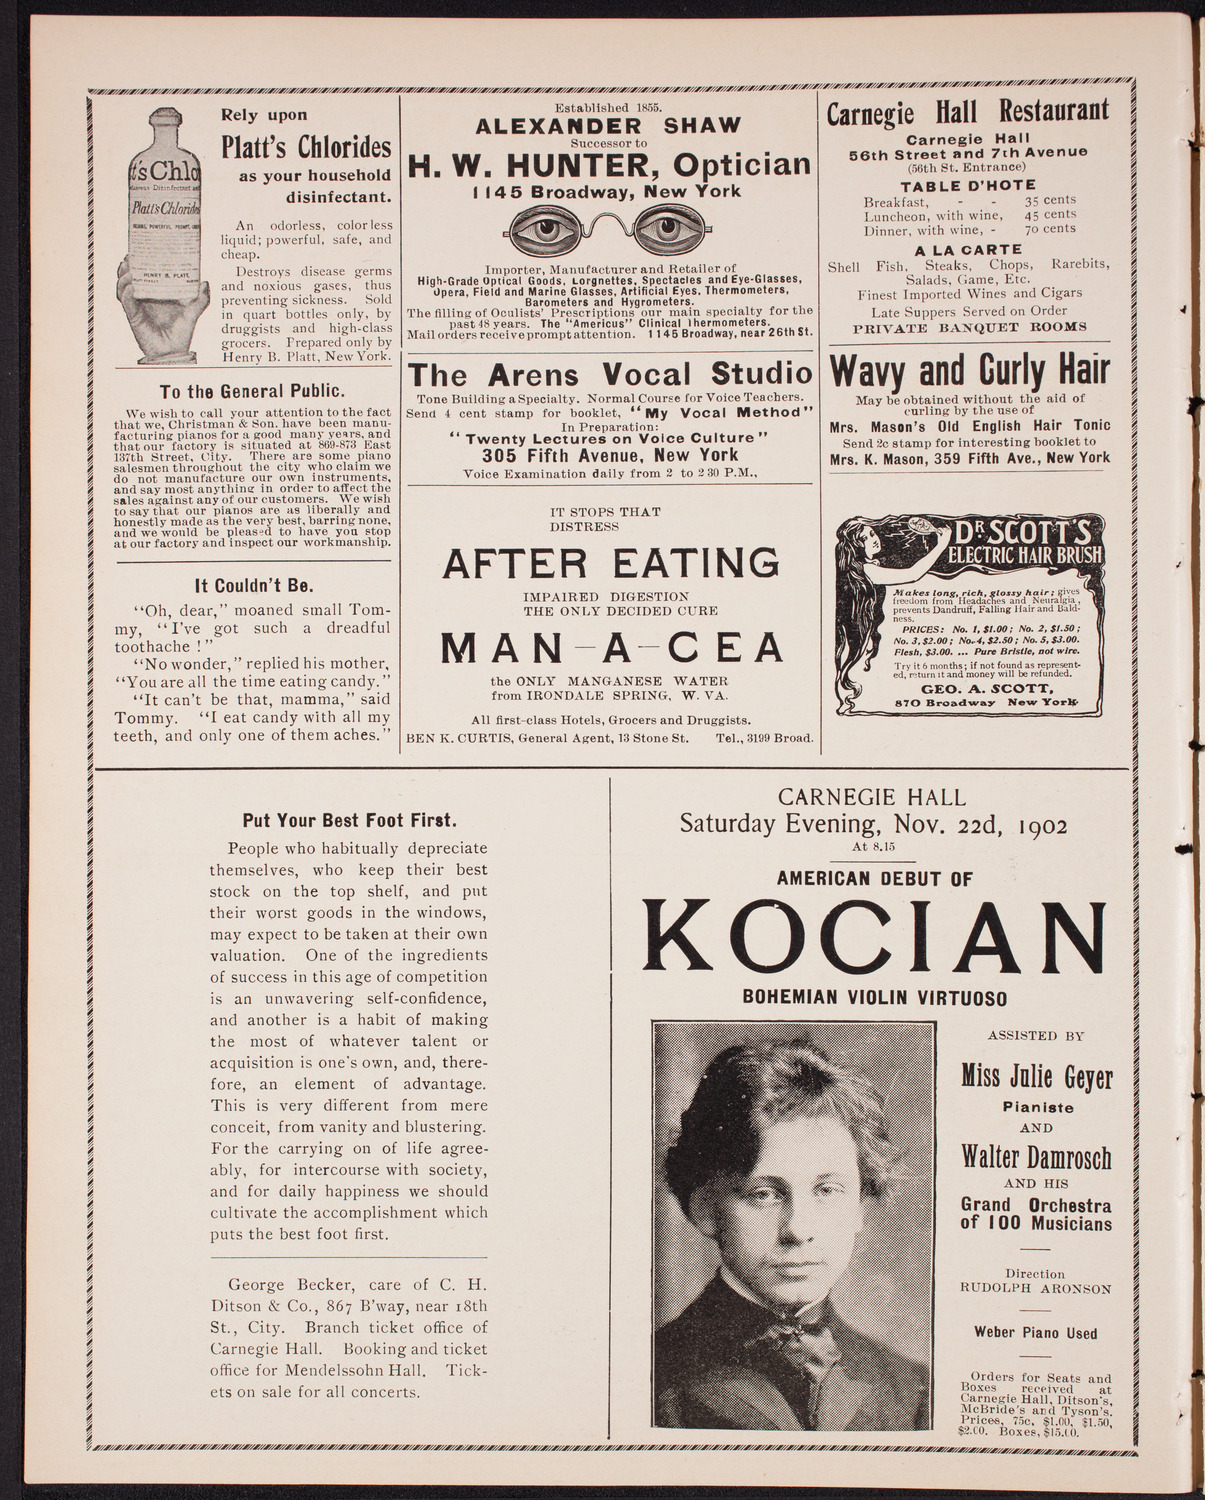 t's Chlo
Platt's Chlorides
HENRY B. PLATT,
Rely upon
Platt's Chlorides
as your household
disinfectant.
An odorless, colorless
liquid; powerful, safe, and
cheap.
Destroys disease germs
and noxious gases, thus
preventing sickness. Sold
in quart bottles only, by
druggists and high-class
grocers. Prepared only by
Henry B. Platt, New York.
To the General Public.
We wish to call your attention to the fact
that we, Christman & Son, have been manu-
facturing pianos for a good many years, and
that our factory is situated at 869-873 East
137th Street, City. There are some piano
salesmen throughout the city who claim we
do not manufacture our own instruments,
and say most anything in order to affect the
sales against any of our customers. We wish
to say that our pianos are as liberally and
honestly made as the very best, barring none,
and we would be pleased to have you stop
at our factory and inspect our workmanship.
It Couldn't Be.
"Oh, dear," moaned small Tom-
my, "I've got such a dreadful
toothache!"
"No wonder," replied his mother,
"You are all the time eating candy."
"It can't be that, mamma," said
Tommy. "I eat candy with all my
teeth, and only one of them aches."
Established 1855.
ALEXANDER SHAW
Successor to
H. W. HUNTER, Optician
1145 Broadway, New York
Importer, Manufacturer and Retailer of
High-Grade Optical Goods, Lorgnettes, Spectacles and Eye-Glasses,
Opera, Field and Marine Glasses, Artificial Eyes, Thermometers,
Barometers and Hygrometers.
The filling of Oculists' Prescriptions our main specialty for the
past 48 years. The "Americus" Clinical Thermometers.
Mail orders receive prompt attention. 1145 Broadway, near 26th St.
The Arens Vocal Studio
Tone Building a Specialty. Normal Course for Voice Teachers.
Send 4 cent stamp for booklet, "My Vocal Method"
In Preparation:
"Twenty Lectures on Voice Culture"
305 Fifth Avenue, New York
Voice Examination daily from 2 to 2 30 P.M.,
IT STOPS THAT
DISTRESS
AFTER EATING
IMPAIRED DIGESTION
THE ONLY DECIDED CURE
MAN-A-CEA
the ONLY MANGANESE WATER
from IRONDALE SPRING, W. VA.
All first-class Hotels, Grocers and Druggists.
BEN K. CURTIS, General Agent, 13 Stone St. Tel., 3199 Broad.
Carnegie Hall Restaurant
Carnegie Hall
56th Street and 7th Avenue
(56th St. Entrance)
TABLE D'HOTE
Breakfast, - - 35 cents
Luncheon, with wine, 45 cents
Dinner, with wine, - 70 cents
A LA CARTE
Shell Fish, Steaks, Chops, Rarebits,
Salads, Game, Etc.
Finest Imported Wines and Cigars
Late Suppers Served on Order
PRIVATE BANQUET ROOMS
Wavy and Curly Hair
May be obtained without the aid of
curling by the use of
Mrs. Mason's Old English Hair Tonic
Send 2c stamp for interesting booklet to
Mrs. K. Mason, 359 Fifth Ave., New York
DR SCOTT'S
ELECTRIC HAIR BRUSH
Makes long, rich, glossy hair; gives
freedom from Headaches and Neuralgia,
prevents Dandruff, Falling Hair and Bald-
ness.
PRICES: No. 1, $1.00; No. 2, $1.50;
No. 3, $2.00; No. 4, $2.50; No. 5, $3.00.
Flesh, $3.00. ... Pure Bristle, not wire.
Try it 6 months; if not found as represent-
ed, return it and money will be refunded.
GEO. A. SCOTT,
870 Broadway New York
Put Your Best Foot First.
People who habitually depreciate
themselves, who keep their best
stock on the top shelf, and put
their worst goods in the windows,
may expect to be taken at their own
valuation. One of the ingredients
of success in this age of competition
is an unwavering self-confidence,
and another is a habit of making
the most of whatever talent or
acquisition is one's own, and, there-
fore, an element of advantage.
This is very different from mere
conceit, from vanity and blustering.
For the carrying on of life agree-
ably, for intercourse with society,
and for daily happiness we should
cultivate the accomplishment which
puts the best foot first.
George Becker, care of C. H.
Ditson & Co., 867 B'way, near 18th
St., City. Branch ticket office of
Carnegie Hall. Booking and ticket
office for Mendelssohn Hall. Tick-
ets on sale for all concerts.
CARNEGIE HALL
Saturday Evening, Nov. 22d, 1902
At 8.15
AMERICAN DEBUT OF
KOCIAN
BOHEMIAN VIOLIN VIRTUOSO
ASSISTED BY
Miss Julie Geyer
Pianiste
AND
Walter Damrosch
AND HIS
Grand Orchestra
of 100 Musicians
Direction
RUDOLPH ARONSON
Weber Piano Used
Orders for Seats and
Boxes received at
Carnegie Hall, Ditson's,
McBride's and Tyson's.
Prices, 75c, $1.00, $1.50,
$2.00. Boxes, $15.00.